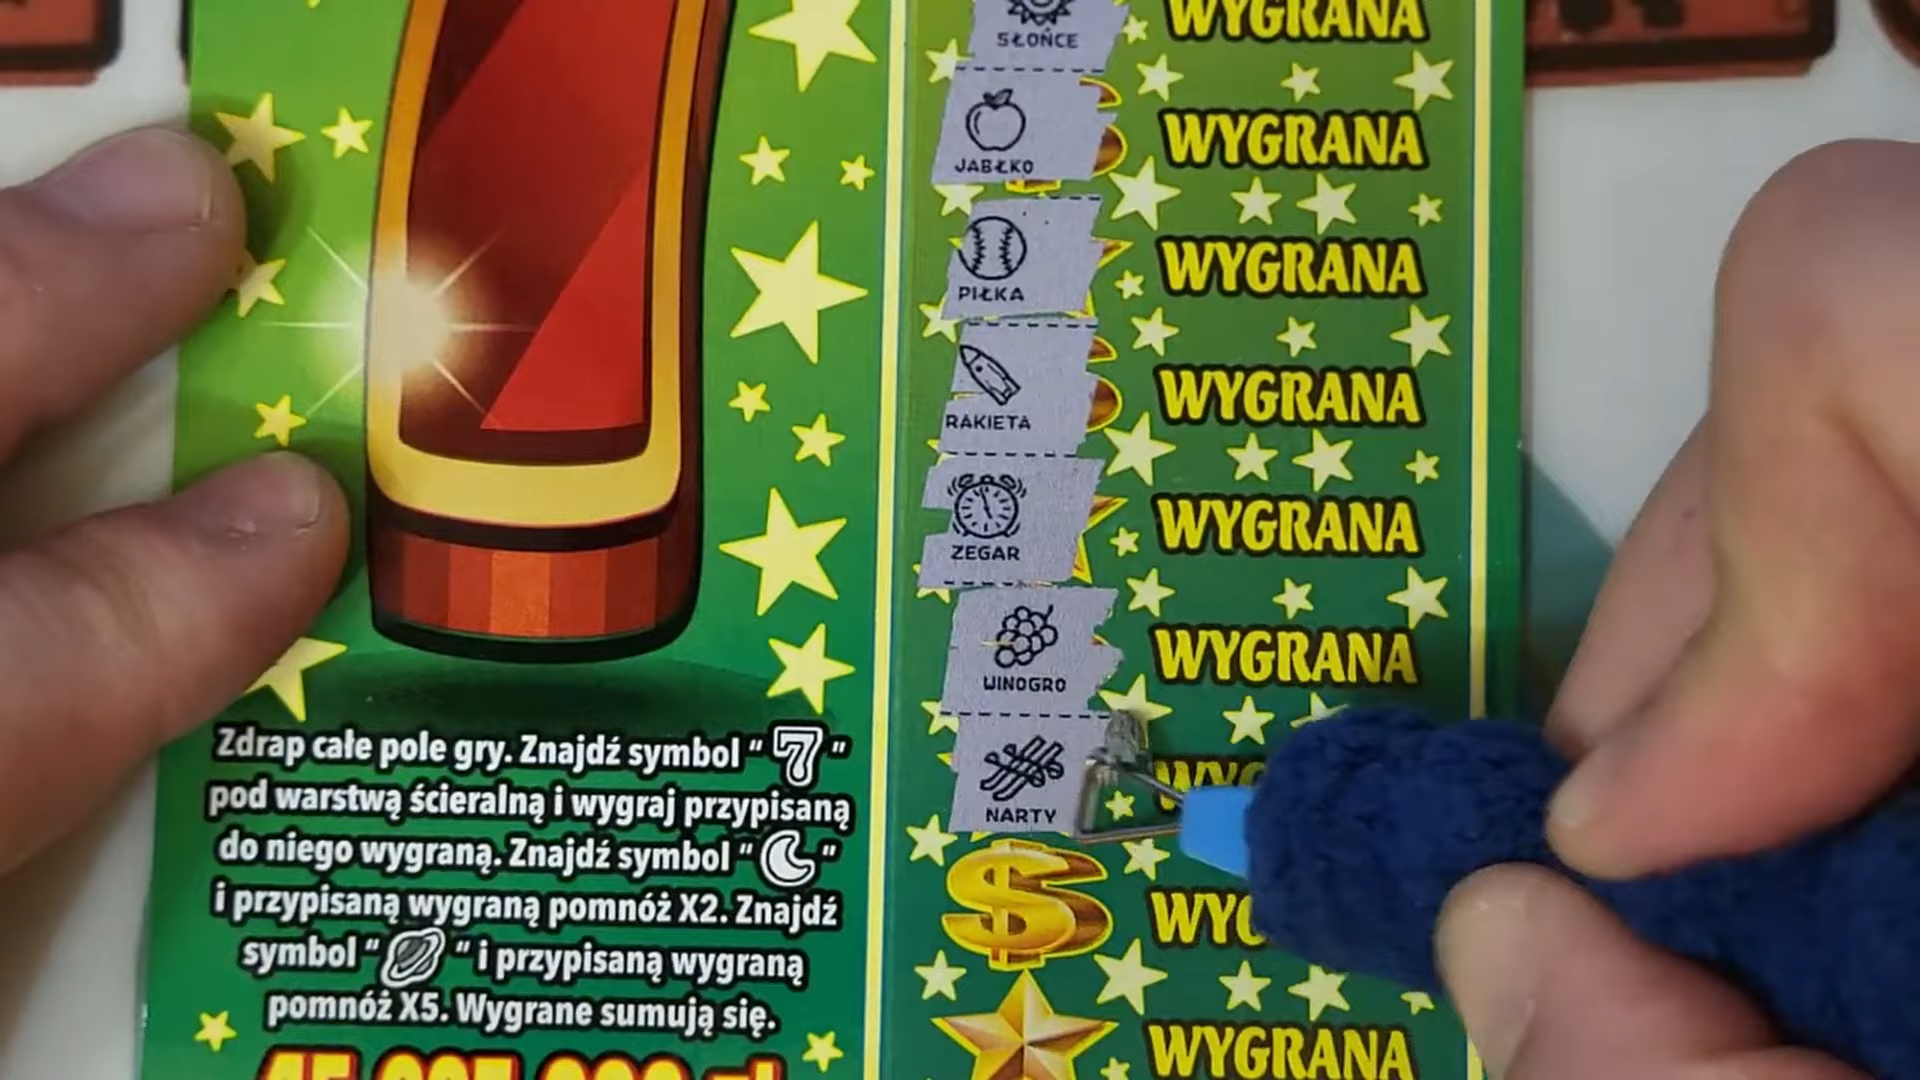 SŁOŃCE
WYGRANA
JABŁKO
WYGRANA
PIŁKA
WYGRANA
RAKIETA
WYGRANA
ZEGAR
WYGRANA
WINOGRO
WYGRANA
NARTY
WYGRANA
Zdrap całe pole gry. Znajdź symbol "7"
pod warstwą ścieralną i wygraj przypisaną
do niego wygraną. Znajdź symbol " "
i przypisaną wygraną pomnóż X2. Znajdź
symbol " " i przypisaną wygraną
pomnóż X5. Wygrane sumują się.